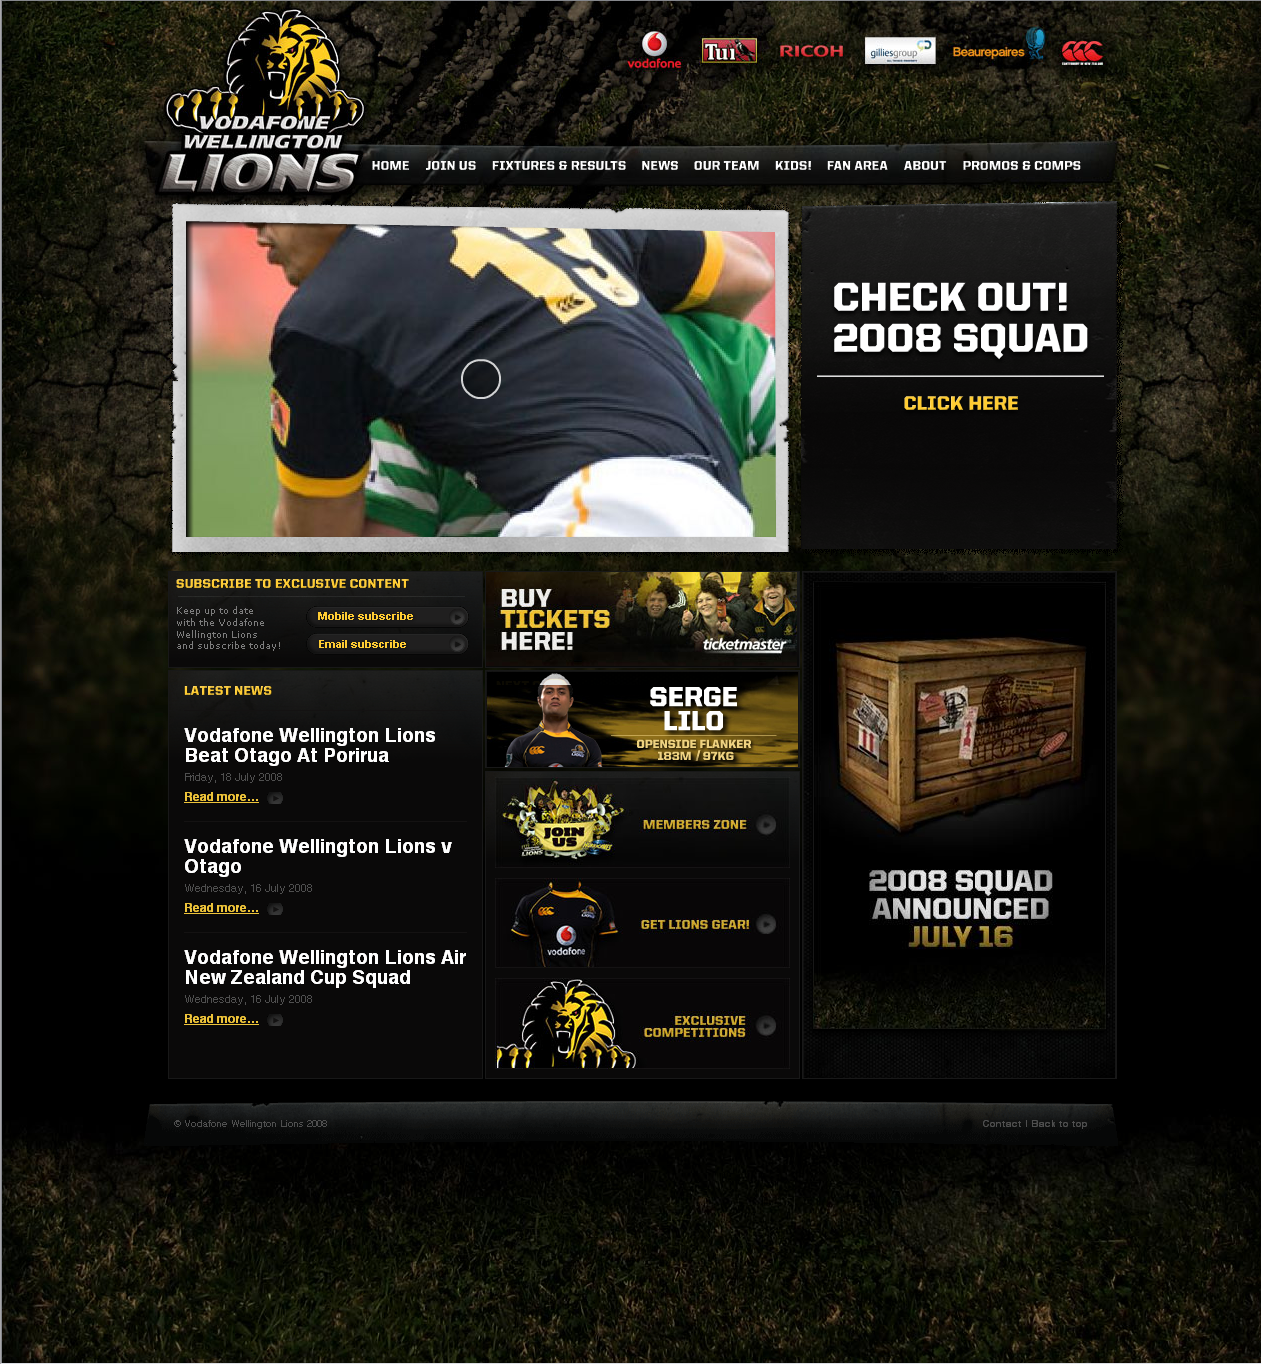 vodafone
Tui
RICOH
gilliesgroup
Beaurepaires
CANTERBURY OF NEW ZEALAND
VODAFONE
WELLINGTON
LIONS
HOME
JOIN US
FIXTURES & RESULTS
NEWS
OUR TEAM
KIDS!
FAN AREA
ABOUT
PROMOS & COMPS
13
CHECK OUT!
2008 SQUAD
CLICK HERE
SUBSCRIBE TO EXCLUSIVE CONTENT
Keep up to date
with the Vodafone
Wellington Lions
and subscribe today!
Mobile subscribe
Email subscribe
BUY
TICKETS
HERE!
ticketmaster
LATEST NEWS
Vodafone Wellington Lions
Beat Otago At Porirua
Friday, 18 July 2008
Read more...
Vodafone Wellington Lions v
Otago
Wednesday, 16 July 2008
Read more...
Vodafone Wellington Lions Air
New Zealand Cup Squad
Wednesday, 16 July 2008
Read more...
SERGE
LILO
OPENSIDE FLANKER
183M / 97KG
JOIN
US
LIONS
MEMBERS ZONE
vodafone
GET LIONS GEAR!
EXCLUSIVE
COMPETITIONS
2008 SQUAD
ANNOUNCED
JULY 16
© Vodafone Wellington Lions 2008
Contact | Back to top